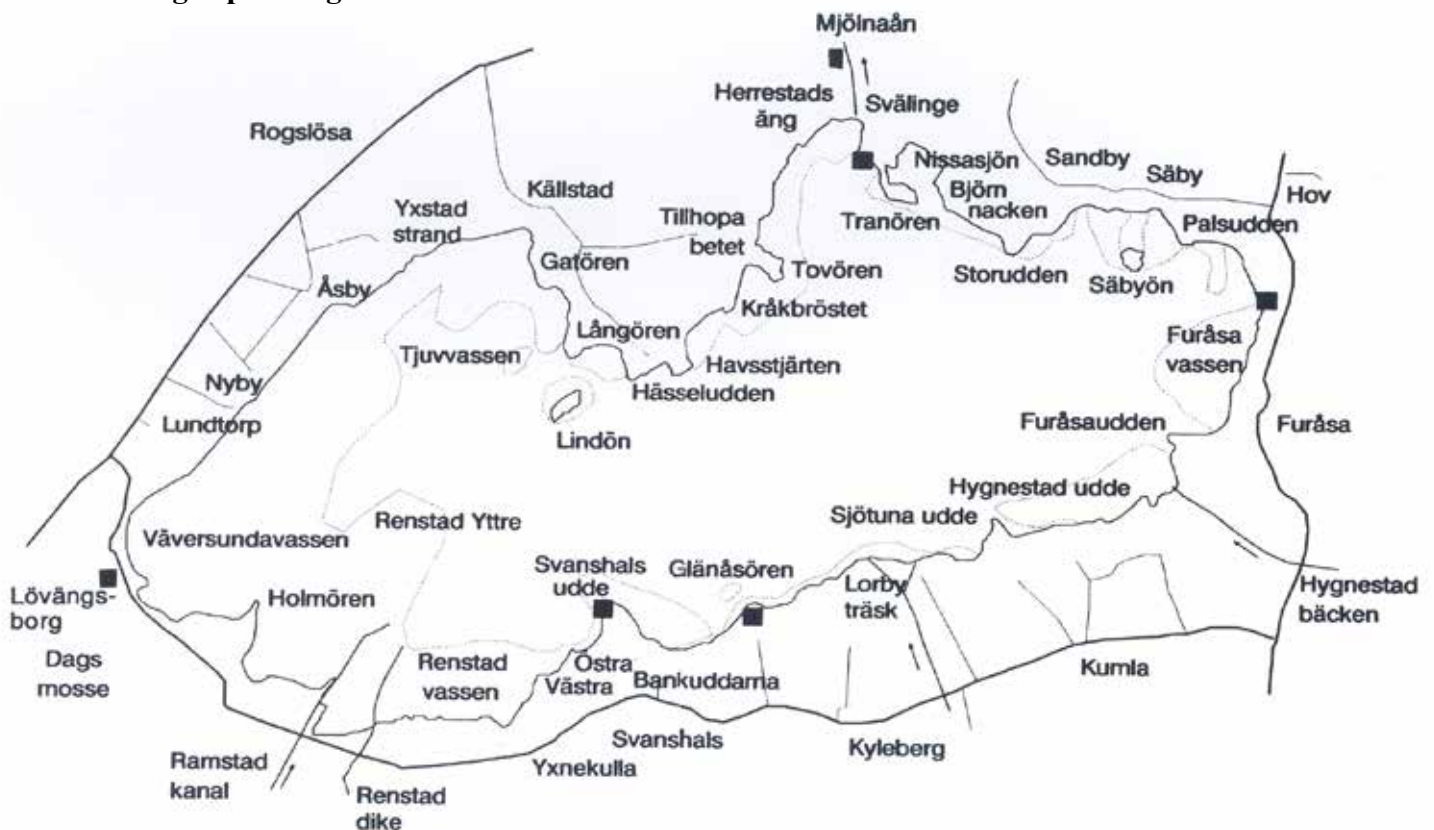 Mjölnaån
Herrestads
äng
Svälinge
Rogslösa
Nissasjön
Sandby
Säby
Hov
Källstad
Björn
nacken
Yxstad
strand
Tillhopa
betet
Tranören
Palsudden
Gatören
Tovören
Storudden
Säbyön
Åsby
Kråkbröstet
Långören
Furåsa
vassen
Tjuvvassen
Havsstjärten
Nyby
Hässeludden
Lundtorp
Lindön
Furåsaudden
Furåsa
Hygnestad udde
Renstad Yttre
Sjötuna udde
Väversundavassen
Svanshals
udde
Glänåsören
Lövängs-
borg
Holmören
Lorby
träsk
Hygnestad
bäcken
Dags
mosse
Renstad
vassen
Östra
Västra
Bankuddarna
Kumla
Svanshals
Kyleberg
Ramstad
kanal
Yxnekulla
Renstad
dike